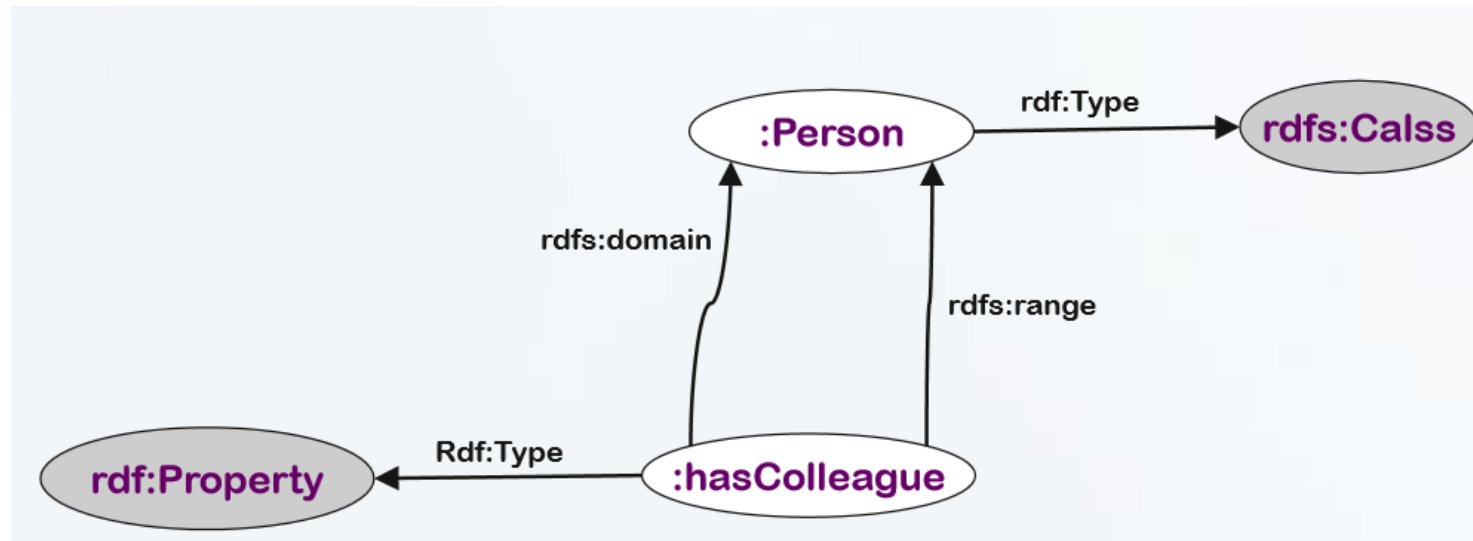 rdf:Type
:Person
rdfs:Calss
rdfs:domain
rdfs:range
Rdf:Type
rdf:Property
:hasColleague